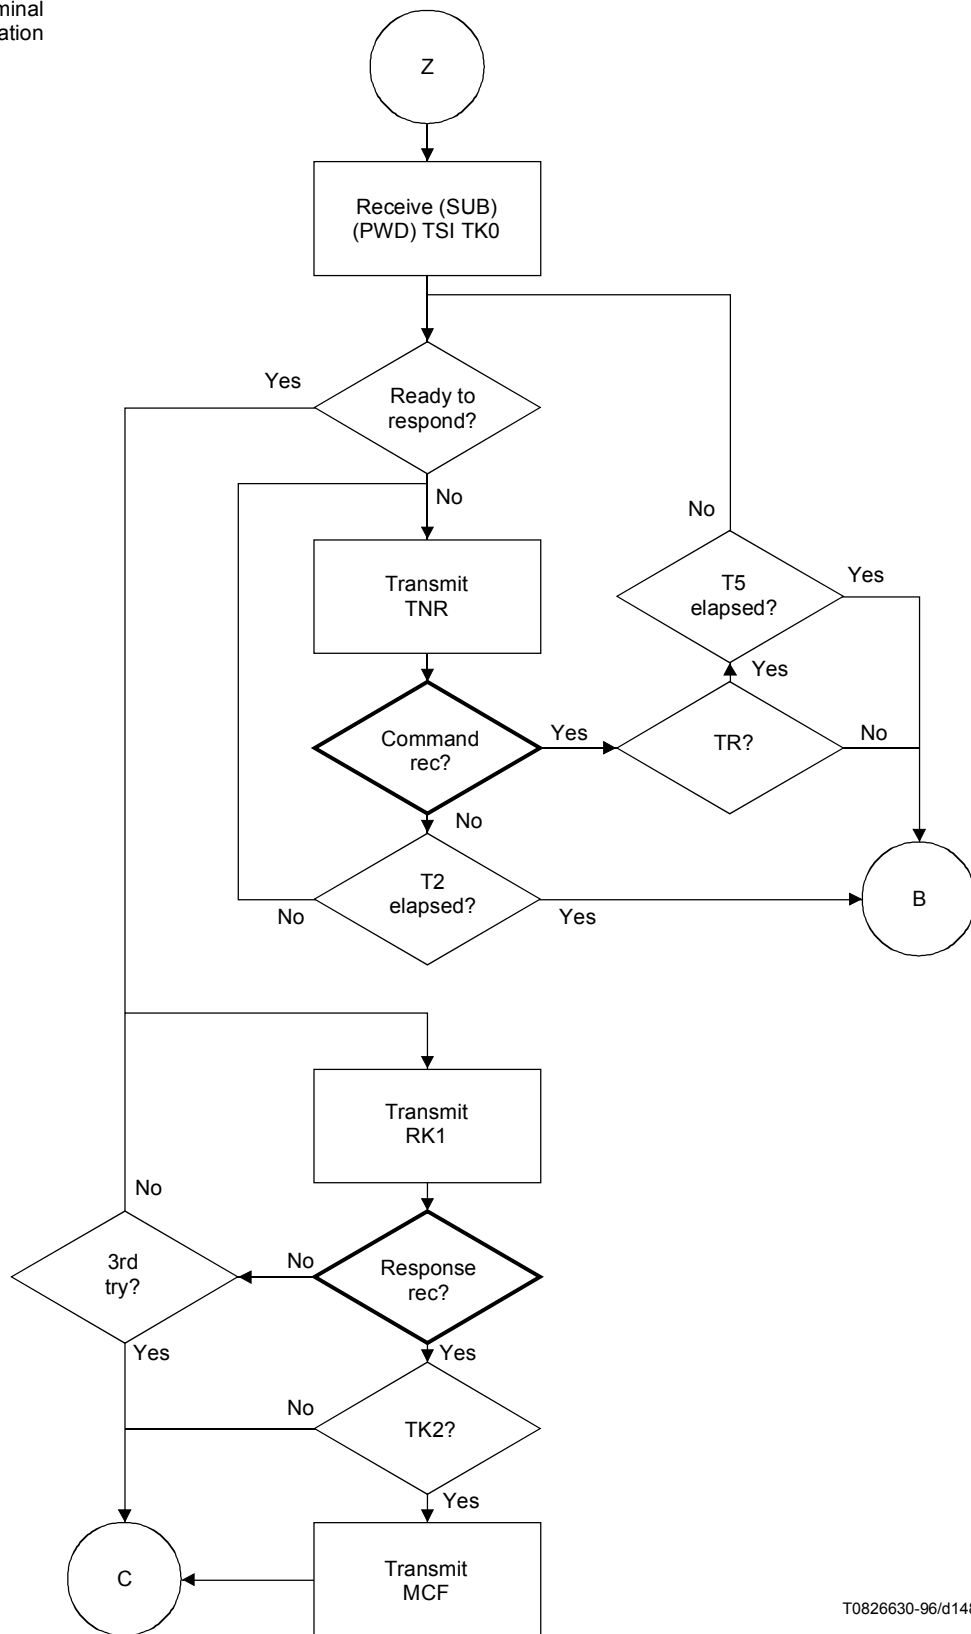 Z
Receive (SUB)
(PWD) TSI TK0
Yes
Ready to
respond?
No
No
Transmit
TNR
T5
elapsed?
Yes
Yes
Command
rec?
Yes
TR?
No
No
T2
elapsed?
No
Yes
B
Transmit
RK1
No
3rd
try?
No
Response
rec?
Yes
Yes
No
TK2?
Yes
C
Transmit
MCF